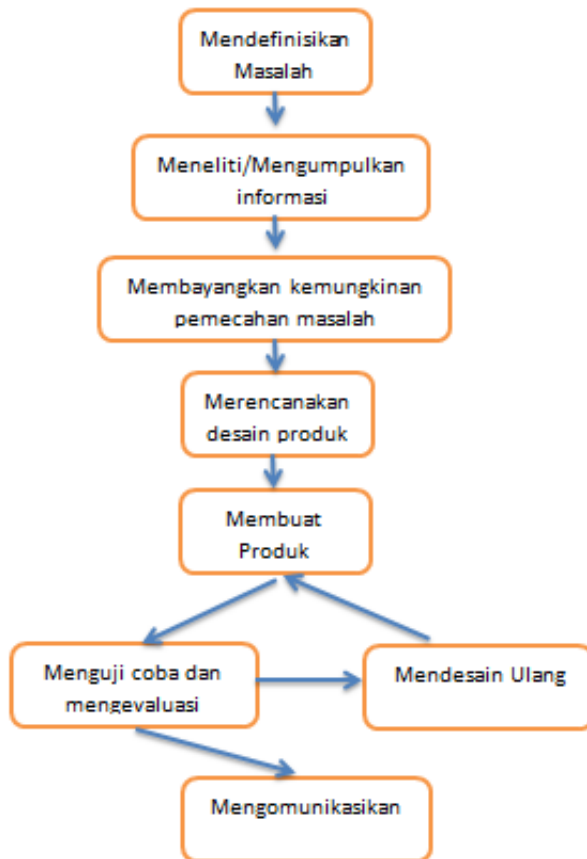 Mendefinisikan
Masalah
Meneliti/Mengumpulkan
informasi
Membayangkan kemungkinan
pemecahan masalah
Merencanakan
desain produk
Membuat
Produk
Menguji coba dan
mengevaluasi
Mendesain Ulang
Mengomunikasikan